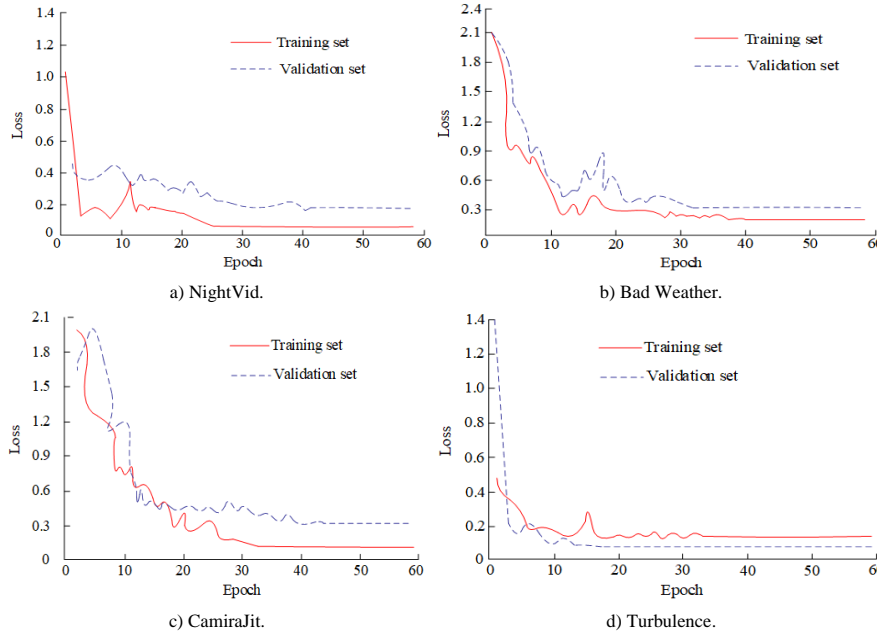 1.4
1.2
1.0
0.8
0.6
0.4
0.2
0
Loss
Training set
Validation set
0 10 20 30 40 50 60
Epoch
a) NightVid.
2.1
1.8
1.5
1.2
0.9
0.6
0.3
Loss
Training set
Validation set
0 10 20 30 40 50 60
Epoch
b) Bad Weather.
2.1
1.8
1.5
1.2
0.9
0.6
0.3
0
Loss
Training set
Validation set
0 10 20 30 40 50 60
Epoch
c) CamiraJit.
1.4
1.2
1.0
0.8
0.6
0.4
0.2
0
Loss
Training set
Validation set
0 10 20 30 40 50 60
Epoch
d) Turbulence.